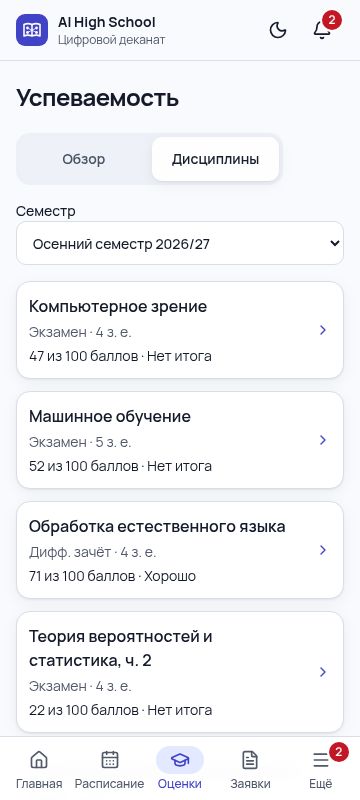 AI High School
Цифровой деканат
2
Успеваемость
Обзор
Дисциплины
Семестр
Осенний семестр 2026/27
Компьютерное зрение
Экзамен · 4 з. е.
47 из 100 баллов · Нет итога
Машинное обучение
Экзамен · 5 з. е.
52 из 100 баллов · Нет итога
Обработка естественного языка
Дифф. зачёт · 4 з. е.
71 из 100 баллов · Хорошо
Теория вероятностей и
статистика, ч. 2
Экзамен · 4 з. е.
22 из 100 баллов · Нет итога
2
Главная
Расписание
Оценки
Заявки
Ещё